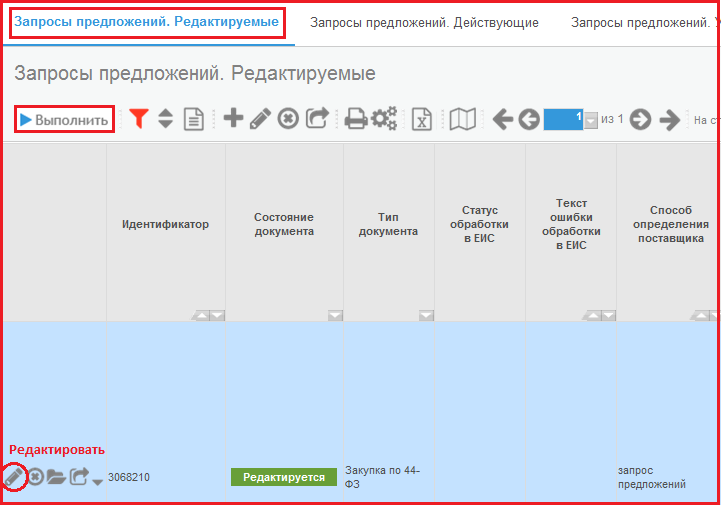 Запросы предложений. Редактируемые
Запросы предложений. Действующие
Запросы предложений. У
Запросы предложений. Редактируемые
Выполнить
1
из 1
На ст
Идентификатор
Состояние
документа
Тип
документа
Статус
обработки
в ЕИС
Текст
ошибки
обработки
в ЕИС
Способ
определения
поставщика
Редактировать
3068210
Редактируется
Закупка по 44-
ФЗ
запрос
предложений